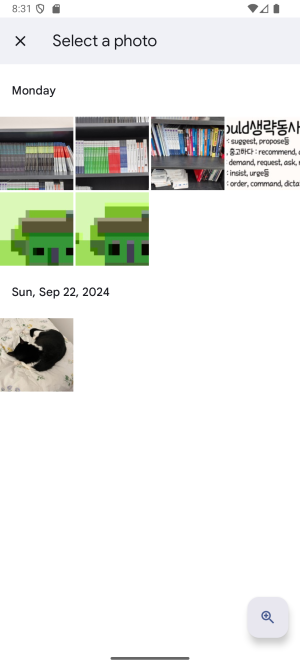 8:31
Select a photo
Monday
ould생략동사
suggest, propose등
, 충고하다 : recommend,
demand, request, ask,
: insist, urge등
: order, command, dicta
Sun, Sep 22, 2024